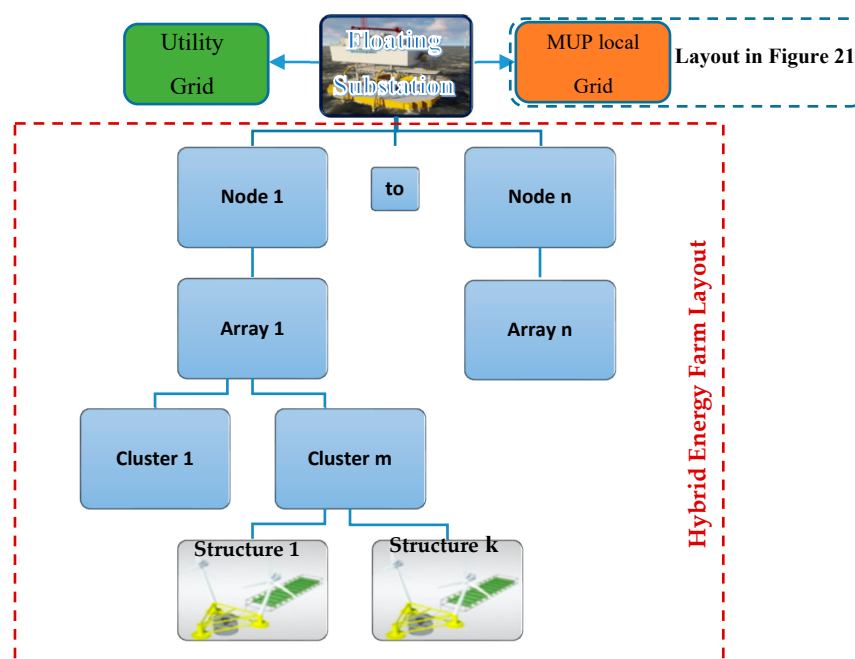 Utility
Grid
Floating
Substation
MUP local
Grid
Layout in Figure 21
Node 1
to
Node n
Array 1
Array n
Cluster 1
Cluster m
Structure 1
Structure k
Hybrid Energy Farm Layout